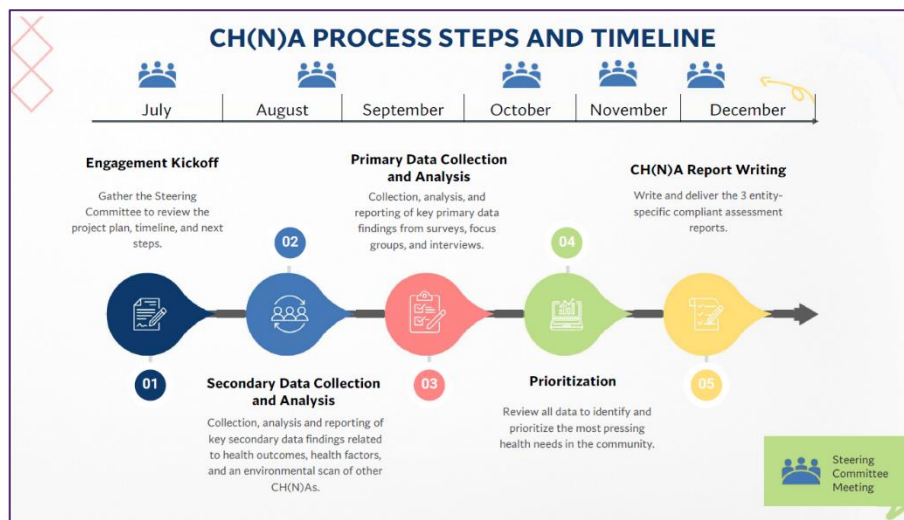 CH(N)A PROCESS STEPS AND TIMELINE
July
August
September
October
November
December
Engagement Kickoff
Gather the Steering
Committee to review the
project plan, timeline, and next
steps.
Primary Data Collection
and Analysis
Collection, analysis, and
reporting of key primary data
findings from surveys, focus
groups, and interviews.
CH(N)A Report Writing
Write and deliver the 3 entity-
specific compliant assessment
reports.
02
04
01
03
05
Secondary Data Collection
and Analysis
Collection, analysis and reporting of
key secondary data findings related
to health outcomes, health factors,
and an environmental scan of other
CH(N)As.
Prioritization
Review all data to identify and
prioritize the most pressing
health needs in the community.
Steering
Committee
Meeting